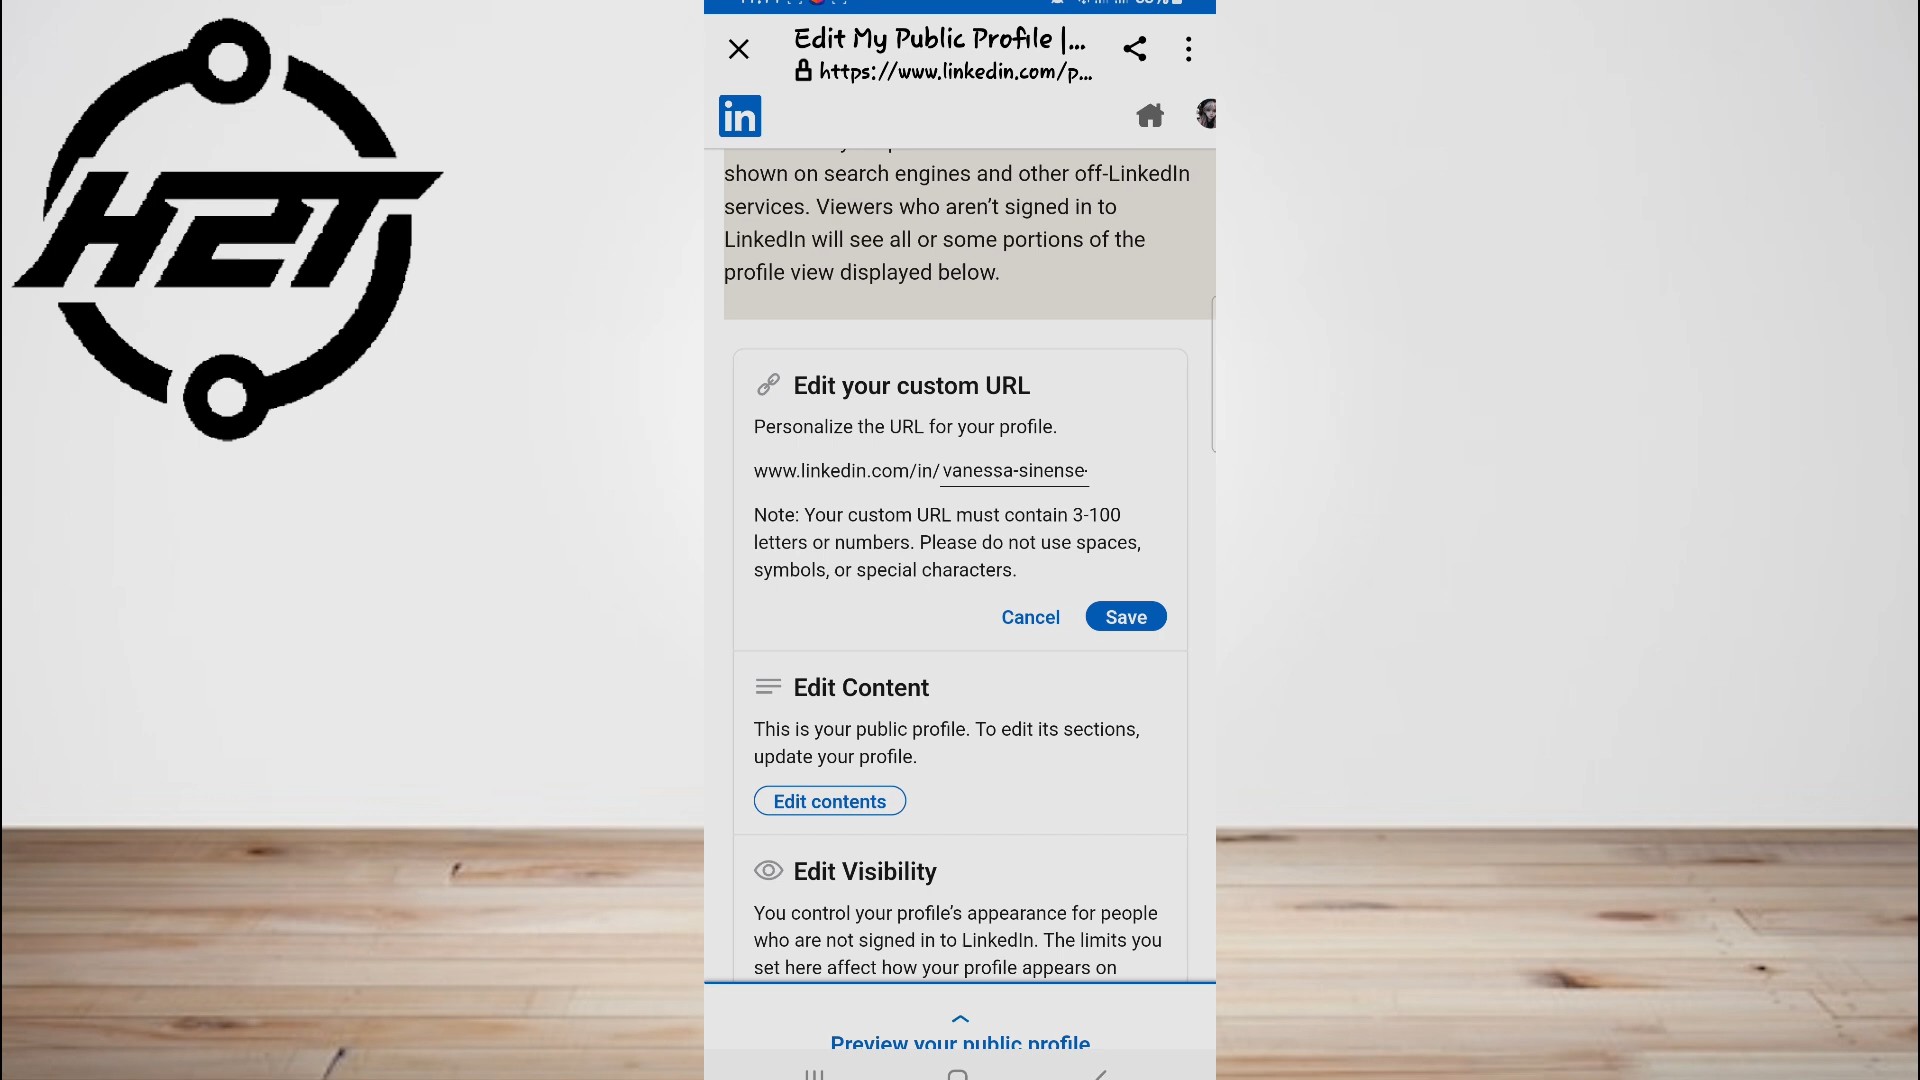 H2T
Edit My Public Profile |...
https://www.linkedin.com/p...
in
shown on search engines and other off-LinkedIn
services. Viewers who aren’t signed in to
LinkedIn will see all or some portions of the
profile view displayed below.
Edit your custom URL
Personalize the URL for your profile.
www.linkedin.com/in/vanessa-sinense-
Note: Your custom URL must contain 3-100
letters or numbers. Please do not use spaces,
symbols, or special characters.
Cancel Save
Edit Content
This is your public profile. To edit its sections,
update your profile.
Edit contents
Edit Visibility
You control your profile’s appearance for people
who are not signed in to LinkedIn. The limits you
set here affect how your profile appears on
Preview your public profile